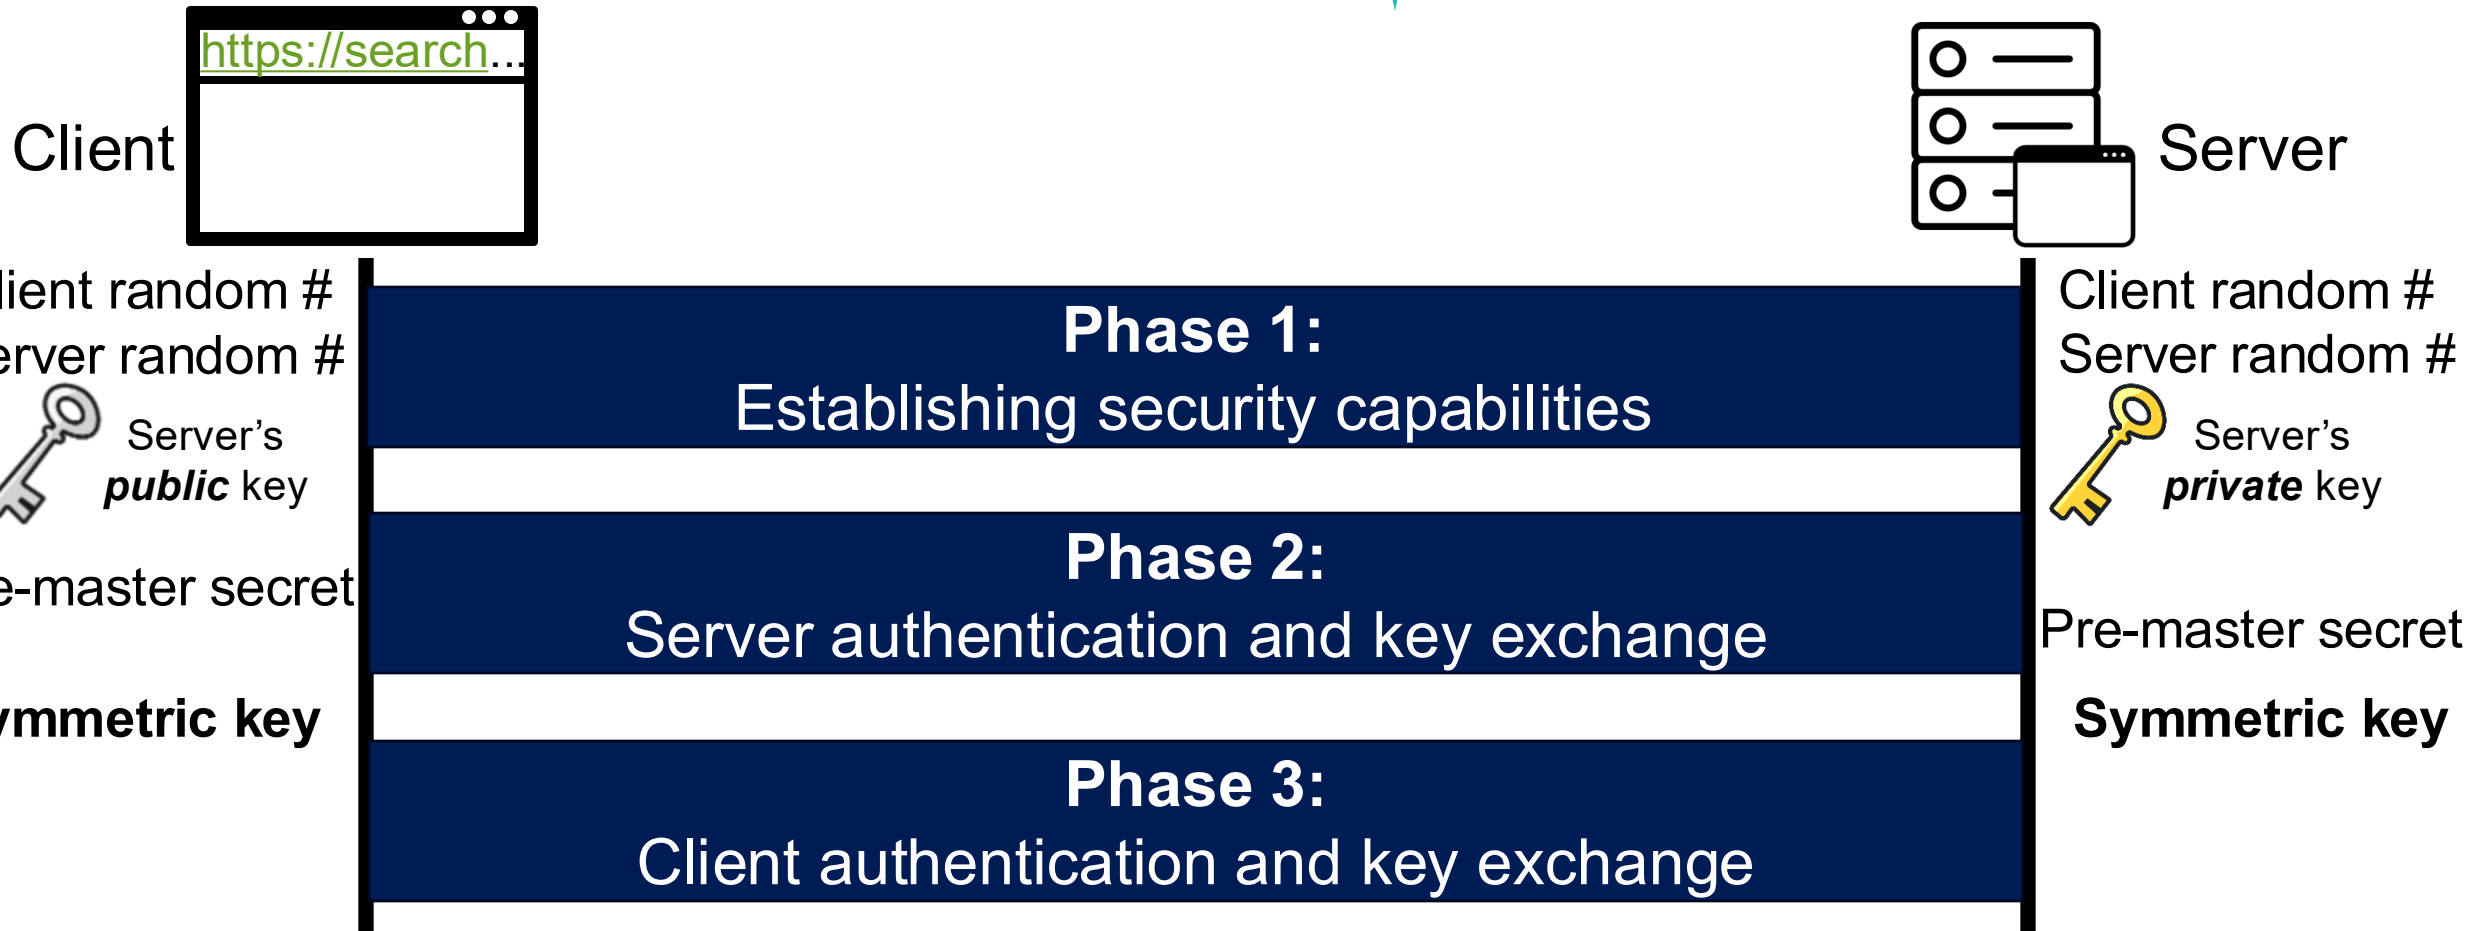 https://search...
Client
Server
lient random #
erver random #
Server's
public key
e-master secret
ymmetric key
Phase 1:
Establishing security capabilities
Phase 2:
Server authentication and key exchange
Phase 3:
Client authentication and key exchange
Client random #
Server random #
Server's
private key
Pre-master secret
Symmetric key